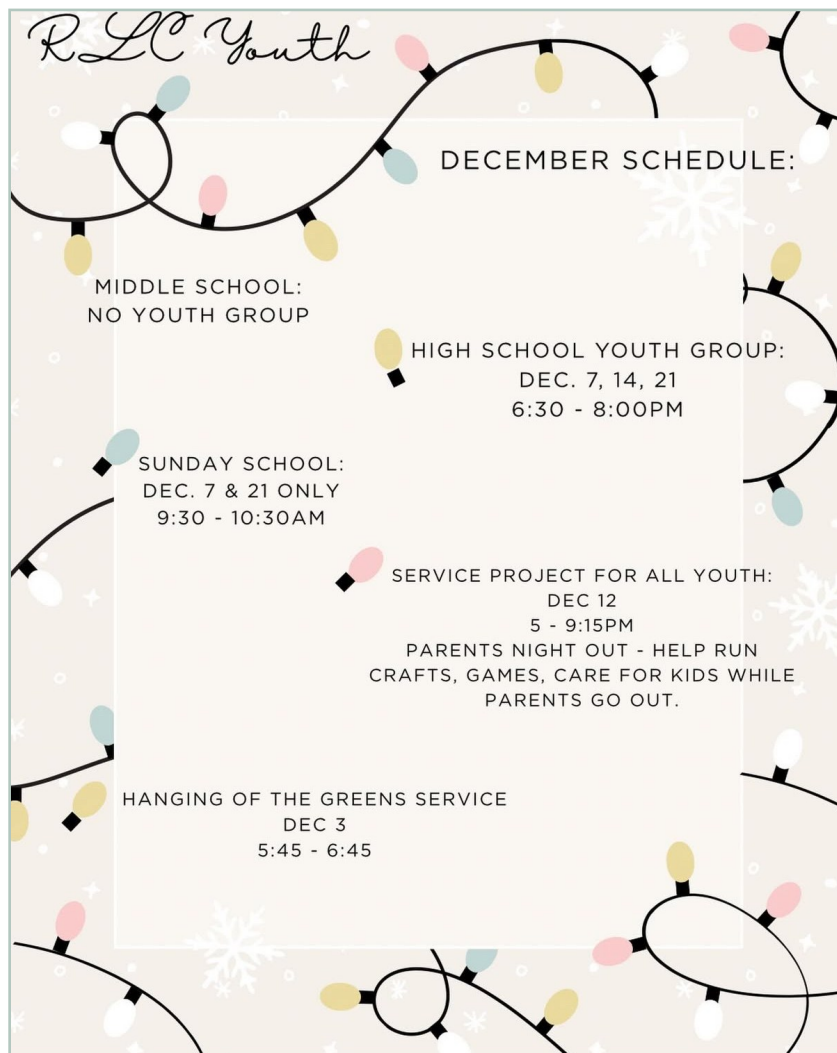 RLC Youth
DECEMBER SCHEDULE:
MIDDLE SCHOOL:
NO YOUTH GROUP
HIGH SCHOOL YOUTH GROUP:
DEC. 7, 14, 21
6:30 - 8:00PM
SUNDAY SCHOOL:
DEC. 7 & 21 ONLY
9:30 - 10:30AM
SERVICE PROJECT FOR ALL YOUTH:
DEC 12
5 - 9:15PM
PARENTS NIGHT OUT - HELP RUN
CRAFTS, GAMES, CARE FOR KIDS WHILE
PARENTS GO OUT.
HANGING OF THE GREENS SERVICE
DEC 3
5:45 - 6:45